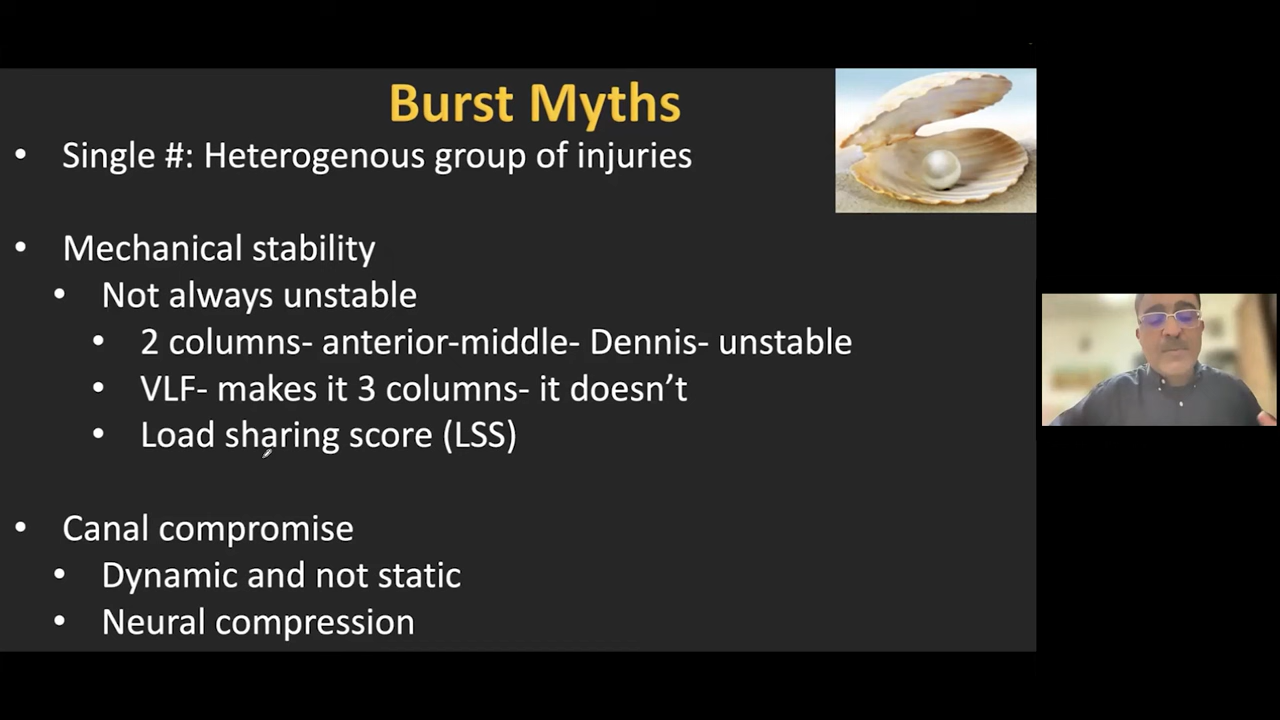 Burst Myths
• Single #: Heterogenous group of injuries
• Mechanical stability
• Not always unstable
• 2 columns- anterior-middle- Dennis- unstable
• VLF- makes it 3 columns- it doesn't
• Load sharing score (LSS)
• Canal compromise
• Dynamic and not static
• Neural compression